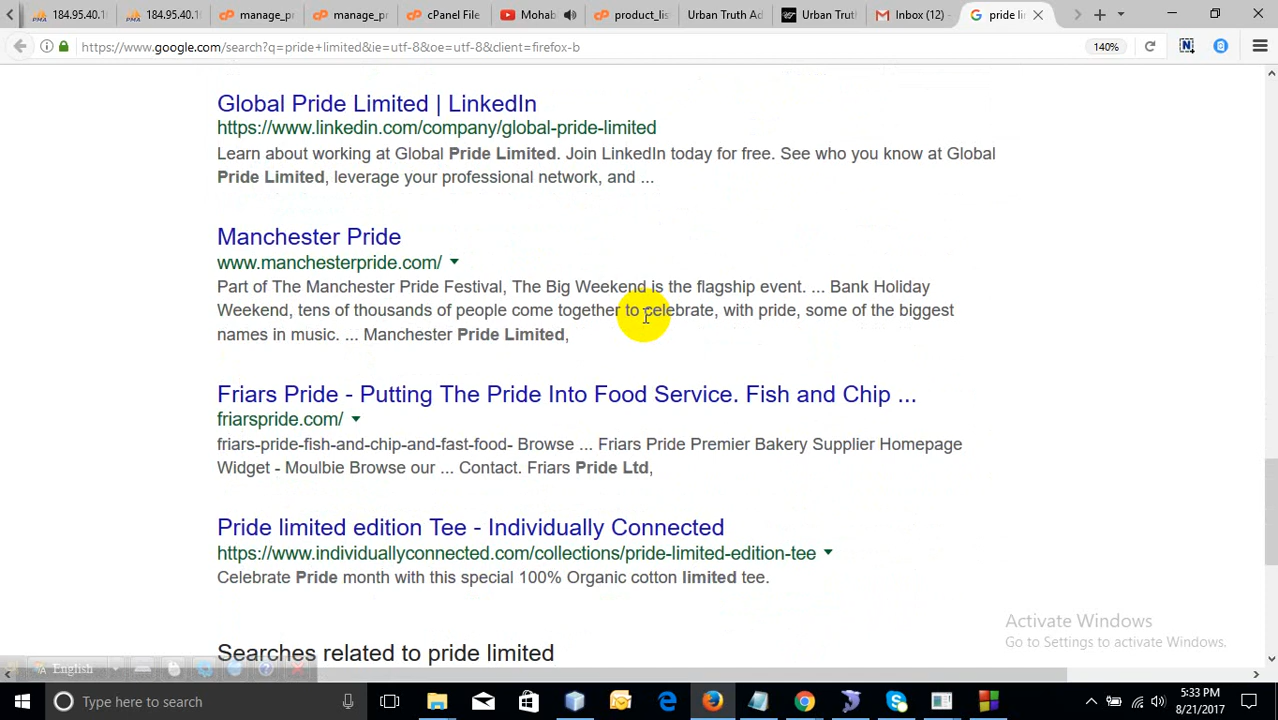 184.95.40.1
184.95.40.1
manage_p
manage_p
cPanel File
Mohab
product_lis
Urban Truth Ad
Urban Trut
Inbox (12) -
pride li
https://www.google.com/search?q=pride+limited&ie=utf-8&oe=utf-8&client=firefox-b
140%
Global Pride Limited | LinkedIn
https://www.linkedin.com/company/global-pride-limited
Learn about working at Global Pride Limited. Join LinkedIn today for free. See who you know at Global
Pride Limited, leverage your professional network, and ...
Manchester Pride
www.manchesterpride.com/
Part of The Manchester Pride Festival, The Big Weekend is the flagship event. ... Bank Holiday
Weekend, tens of thousands of people come together to celebrate, with pride, some of the biggest
names in music. ... Manchester Pride Limited,
Friars Pride - Putting The Pride Into Food Service. Fish and Chip ...
friarspride.com/
friars-pride-fish-and-chip-and-fast-food- Browse ... Friars Pride Premier Bakery Supplier Homepage
Widget - Moulbie Browse our ... Contact. Friars Pride Ltd,
Pride limited edition Tee - Individually Connected
https://www.individuallyconnected.com/collections/pride-limited-edition-tee
Celebrate Pride month with this special 100% Organic cotton limited tee.
Activate Windows
Go to Settings to activate Windows.
Searches related to pride limited
English
Type here to search
5:33 PM
8/21/2017